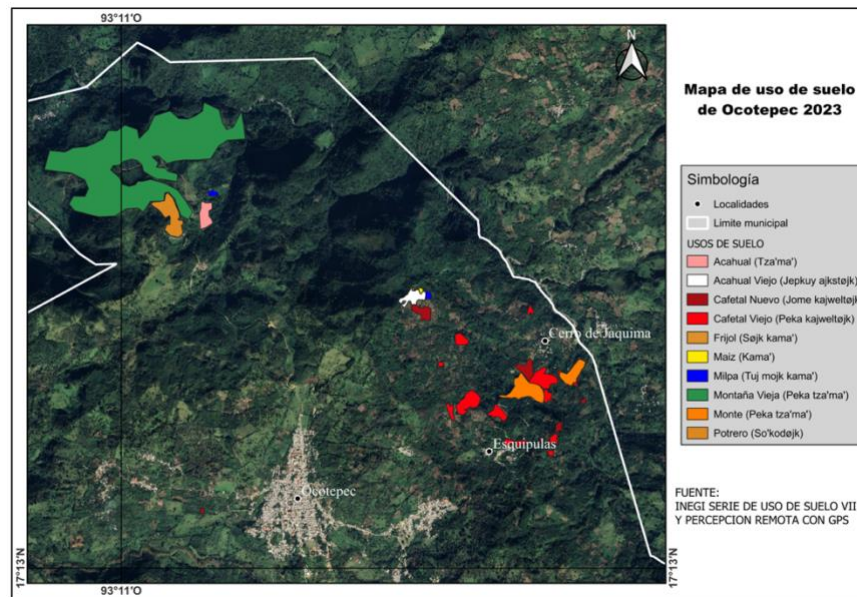 93°11'O
N
Mapa de uso de suelo
de Ocotepec 2023
Simbología
Localidades
Limite municipal
USOS DE SUELO
Acahual (Tza'ma')
Acahual Viejo (Jepkuy ajkstøjk)
Cafetal Nuevo (Jome kajweltøjk)
Cafetal Viejo (Peka kajweltøjk)
Frijol (Søjk kama')
Maiz (Kama')
Milpa (Tuj mojk kama')
Montaña Vieja (Peka tza'ma')
Monte (Peka tza'ma')
Potrero (So'kodøjk)
Cerro de Jaquima
Esquipulas
Ocotepec
FUENTE:
INEGI SERIE DE USO DE SUELO VII
Y PERCEPCION REMOTA CON GPS
17°13'N
17°13'N
93°11'O